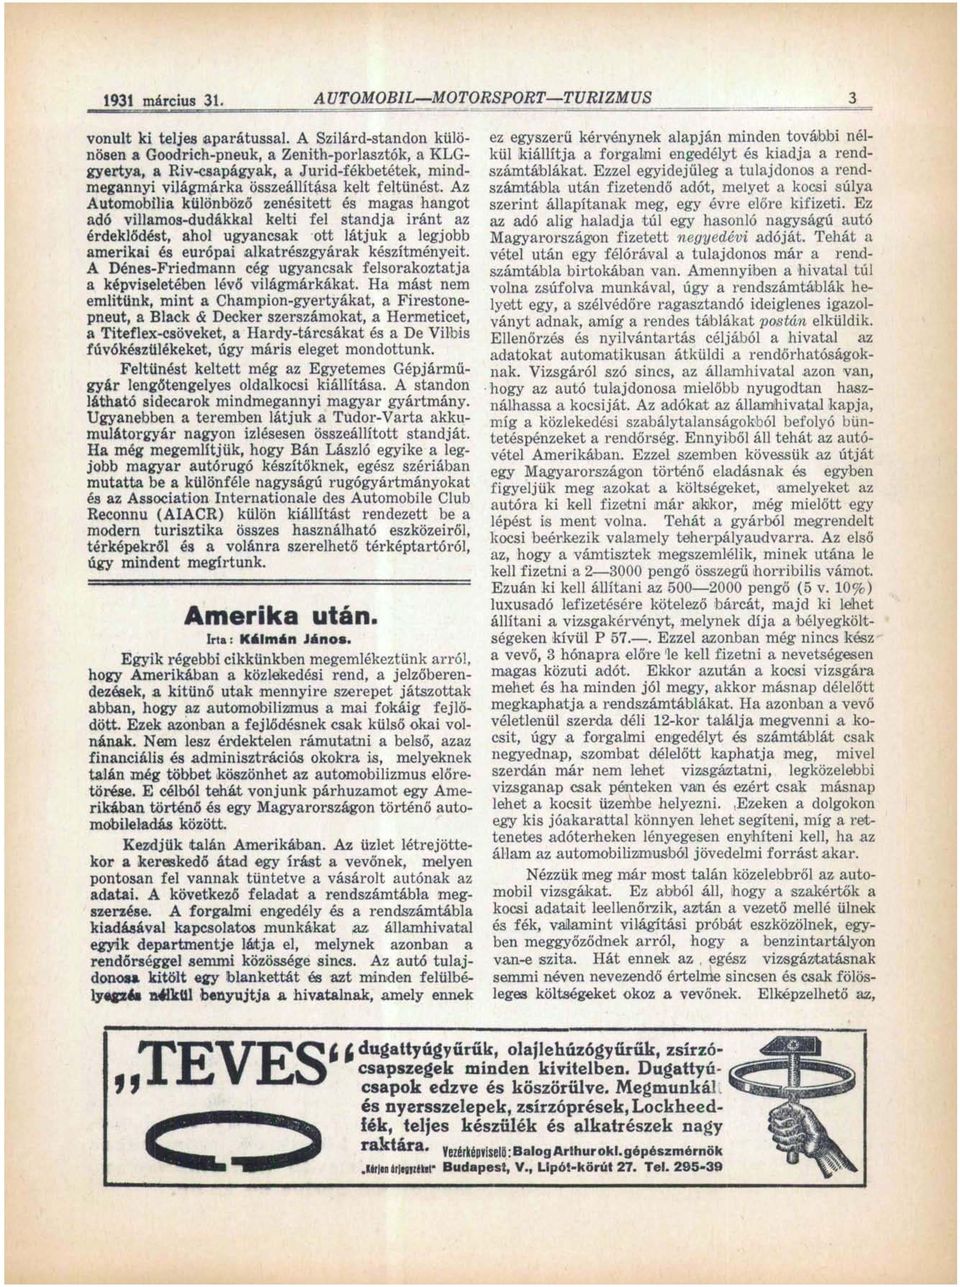 1931 március 31. AUTOMOBIL—MOTORSPORT—TURIZMUS 3
vonult ki teljes aparátussal. A Szilárd-standon külö-
nösen a Goodrich-pneuk, a Zenith-porlasztók, a KLG-
gyertya, a Riv-csapágyak, a Jurid-fékbetétek, mind-
megannyi világmárka összeállítása kelt feltünést. Az
Automobilia különböző zenésitett és magas hangot
adó villamos-dudákkal kelti fel standja iránt az
érdeklődést, ahol ugyancsak ott látjuk a legjobb
amerikai és európai alkatrészgyárak készítményeit.
A Dénes-Friedmann cég ugyancsak felsorakoztatja
a képviseletében lévő világmárkákat. Ha mást nem
emlitünk, mint a Champion-gyertyákat, a Firestone-
pneut, a Black & Decker szerszámokat, a Hermeticet,
a Titeflex-csöveket, a Hardy-tárcsákat és a De Vilbis
fúvókészülékeket, úgy máris eleget mondottunk.
Feltünést keltett még az Egyetemes Gépjármű-
gyár lengőtengelyes oldalkocsi kiállítása. A standon
látható sidecarok mindmegannyi magyar gyártmány.
Ugyanebben a teremben látjuk a Tudor-Varta akku-
mulátorgyár nagyon izlésesen összeállított standját.
Ha még megemlítjük, hogy Bán László egyike a leg-
jobb magyar autórugó készítőknek, egész szériában
mutatta be a különféle nagyságú rugógyártmányokat
és az Association Internationale des Automobile Club
Reconnu (AIACR) külön kiállítást rendezett be a
modern turisztika összes használható eszközeiről,
térképekről és a volánra szerelhető térképtartóról,
úgy mindent megírtunk.
Amerika után.
Irta: Kálmán János.
Egyik régebbi cikkünkben megemlékeztünk arról,
hogy Amerikában a közlekedési rend, a jelzőberen-
dezések, a kitünő utak mennyire szerepet játszottak
abban, hogy az automobilizmus a mai fokáig fejlő-
dött. Ezek azonban a fejlődésnek csak külső okai vol-
nának. Nem lesz érdektelen rámutatni a belső, azaz
financiális és adminisztrációs okokra is, melyeknek
talán még többet köszönhet az automobilizmus előre-
törése. E célból tehát vonjunk párhuzamot egy Ame-
rikában történő és egy Magyarországon történő auto-
mobileladás között.
Kezdjük talán Amerikában. Az üzlet létrejötte-
kor a kereskedő átad egy írást a vevőnek, melyen
pontosan fel vannak tüntetve a vásárolt autónak az
adatai. A következő feladat a rendszámtábla meg-
szerzése. A forgalmi engedély és a rendszámtábla
kiadásával kapcsolatos munkákat az államhivatal
egyik departmentje látja el, melynek azonban a
rendőrséggel semmi közössége sincs. Az autó tulaj-
donosa kitölt egy blankettát és azt minden felülbé-
lyegzés nélkül benyujtja a hivatalnak, amely ennek
ez egyszerű kérvénynek alapján minden további nél-
kül kiállítja a forgalmi engedélyt és kiadja a rend-
számtáblákat. Ezzel egyidejűleg a tulajdonos a rend-
számtábla után fizetendő adót, melyet a kocsi súlya
szerint állapítanak meg, egy évre előre kifizeti. Ez
az adó alig haladja túl egy hasonló nagyságú autó
Magyarországon fizetett negyedévi adóját. Tehát a
vétel után egy félórával a tulajdonos már a rend-
számtábla birtokában van. Amennyiben a hivatal túl
volna zsúfolva munkával, úgy a rendszámtáblák he-
lyett egy, a szélvédőre ragasztandó ideiglenes igazol-
ványt adnak, amíg a rendes táblákat postán elküldik.
Ellenőrzés és nyilvántartás céljából a hivatal az
adatokat automatikusan átküldi a rendőrhatóságok-
nak. Vizsgáról szó sincs, az államhivatal azon van,
hogy az autó tulajdonosa mielőbb nyugodtan hasz-
nálhassa a kocsiját. Az adókat az államhivatal kapja,
míg a közlekedési szabálytalanságokból befolyó bün-
tetéspénzeket a rendőrség. Ennyiből áll tehát az autó-
vétel Amerikában. Ezzel szemben kövessük az útját
egy Magyarországon történő eladásnak és egyben
figyeljük meg azokat a költségeket, amelyeket az
autóra ki kell fizetni már akkor, még mielőtt egy
lépést is ment volna. Tehát a gyárból megrendelt
kocsi beérkezik valamely teherpályaudvarra. Az első
az, hogy a vámtisztek megszemlélik, minek utána le
kell fizetni a 2—3000 pengő összegű horribilis vámot.
Ezuán ki kell állítani az 500—2000 pengő (5 v. 10%)
luxusadó lefizetésére kötelező bárcát, majd ki lehet
állítani a vizsgakérvényt, melynek díja a bélyegkölt-
ségeken kívül P 57.—. Ezzel azonban még nincs kész
a vevő, 3 hónapra előre le kell fizetni a nevetségesen
magas közuti adót. Ekkor azután a kocsi vizsgára
mehet és ha minden jól megy, akkor másnap délelőtt
megkaphatja a rendszámtáblákat. Ha azonban a vevő
véletlenül szerda déli 12-kor találja megvenni a ko-
csit, úgy a forgalmi engedélyt és számtáblát csak
negyednap, szombat délelőtt kaphatja meg, mivel
szerdán már nem lehet vizsgáztatni, legközelebbi
vizsganap csak pénteken van és ezért csak másnap
lehet a kocsit üzembe helyezni. Ezeken a dolgokon
egy kis jóakarattal könnyen lehet segíteni, míg a ret-
tenetes adóterheken lényegesen enyhíteni kell, ha az
állam az automobilizmusból jövedelmi forrást akar.
Nézzük meg már most talán közelebbről az auto-
mobil vizsgákat. Ez abból áll, hogy a szakértők a
kocsi adatait leellenőrzik, aztán a vezető mellé ülnek
és fék, valamint világítási próbát eszközölnek, egy-
ben meggyőződnek arról, hogy a benzintartályon
van-e szita. Hát ennek az egész vizsgáztatásnak
semmi néven nevezendő értelme sincsen és csak fölös-
leges költségeket okoz a vevőnek. Elképzelhető az,
„TEVES“ dugattyúgyűrűk, olajlehúzógyűrűk, zsírzó-
csapszegek minden kivitelben. Dugattyú-
csapok edzve és köszörülve. Megmunkált
és nyersszelepek, zsírzóprések, Lockheed-
fék, teljes készülék és alkatrészek nagy
raktára. Vezérképviselő: Balog Arthur okl. gépészmérnök
„Kérjen árjegyzéket“ Budapest, V., Lipót-körút 27. Tel. 295-39